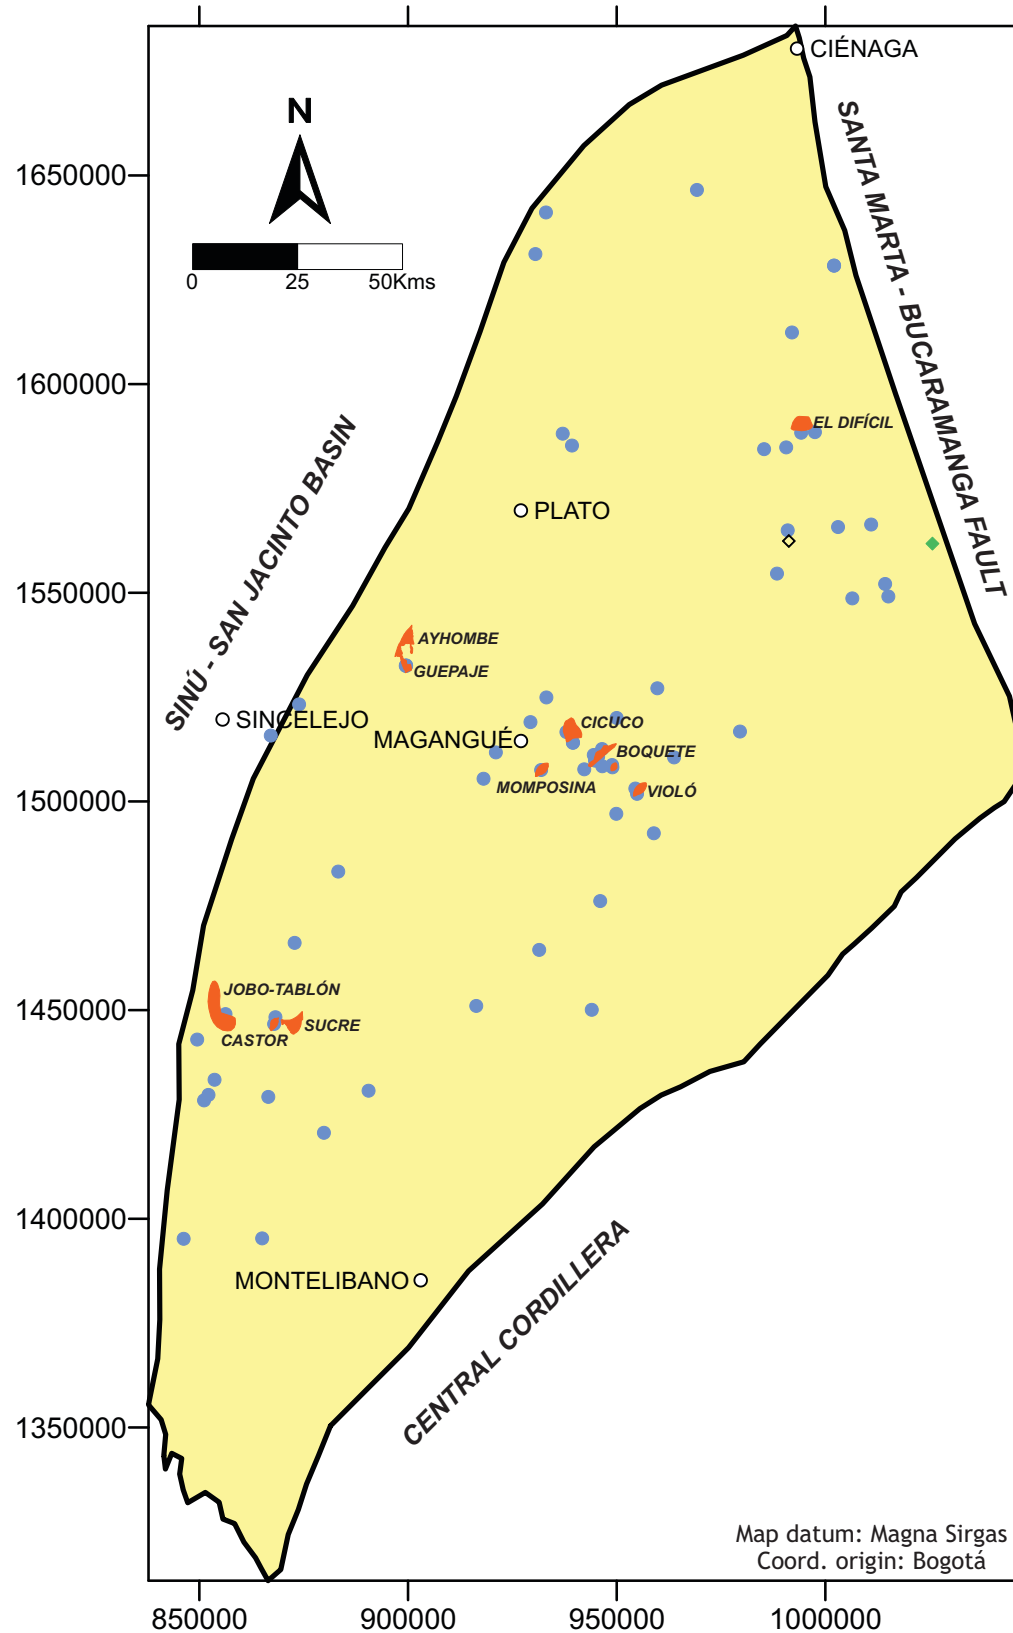 CIÉNAGA
N
SANTA MARTA - BUCARAMANGA FAULT
1650000
0 25 50Kms
1600000
EL DIFÍCIL
SINÚ - SAN JACINTO BASIN
PLATO
1550000
AYHOMBE
GUEPAJE
SINCELEJO
CICUCO
MAGANGUÉ
BOQUETE
MOMPOSINA
VIOLÓ
1500000
JOBO-TABLÓN
1450000
SUCRE
CASTOR
1400000
CENTRAL CORDILLERA
MONTELIBANO
1350000
Map datum: Magna Sirgas
Coord. origin: Bogotá
850000 900000 950000 1000000